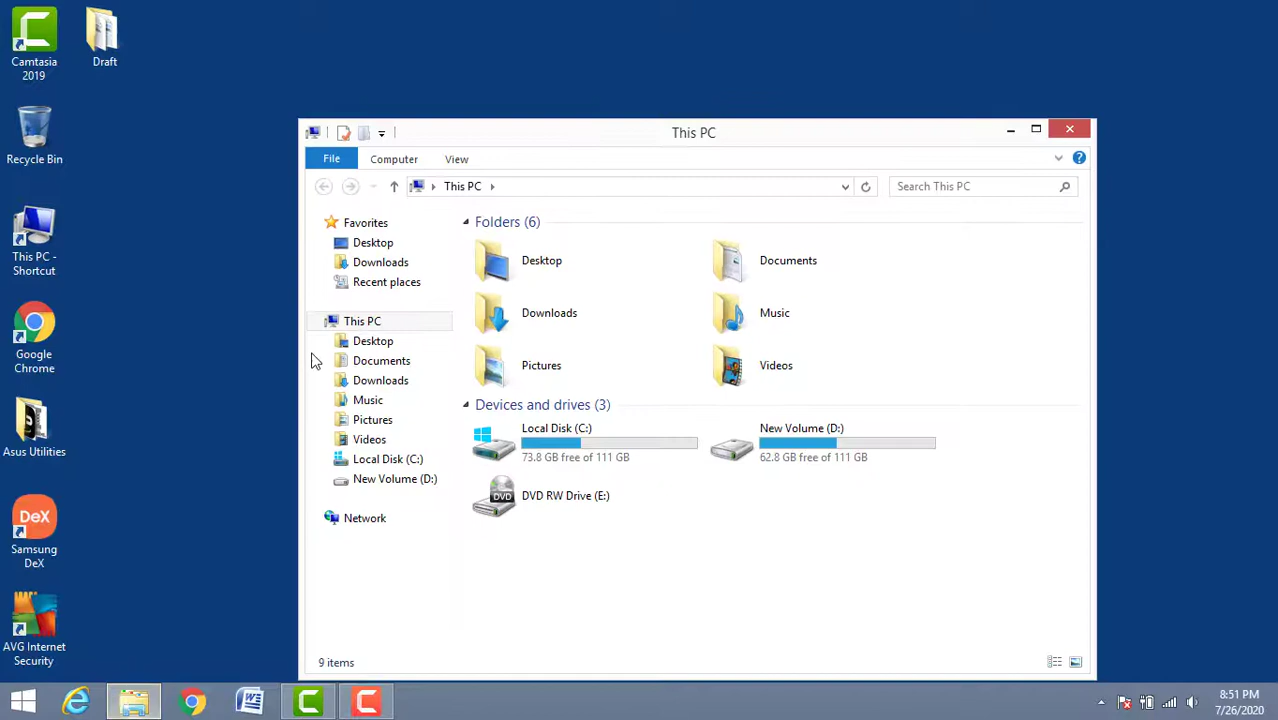 Camtasia
2019
Draft
Recycle Bin
This PC -
Shortcut
Google
Chrome
Asus Utilities
DeX
Samsung
DeX
AVG Internet
Security
This PC
File
Computer
View
This PC
Search This PC
Favorites
Desktop
Downloads
Recent places
This PC
Desktop
Documents
Downloads
Music
Pictures
Videos
Local Disk (C:)
New Volume (D:)
Network
Folders (6)
Desktop
Documents
Downloads
Music
Pictures
Videos
Devices and drives (3)
Local Disk (C:)
73.8 GB free of 111 GB
New Volume (D:)
62.8 GB free of 111 GB
DVD
DVD RW Drive (E:)
9 items
8:51 PM
7/26/2020